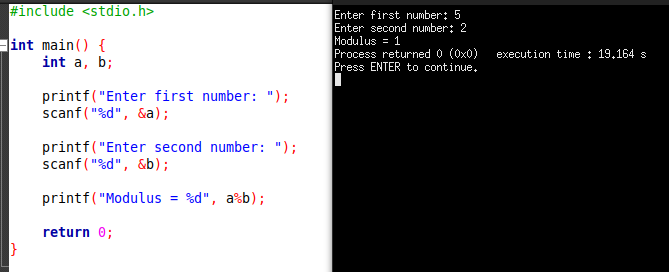 #include <stdio.h>
int main() {
int a, b;
printf("Enter first number: ");
scanf("%d", &a);
printf("Enter second number: ");
scanf("%d", &b);
printf("Modulus = %d", a%b);
return 0;
}
Enter first number: 5
Enter second number: 2
Modulus = 1
Process returned 0 (0x0)   execution time : 19.164 s
Press ENTER to continue.